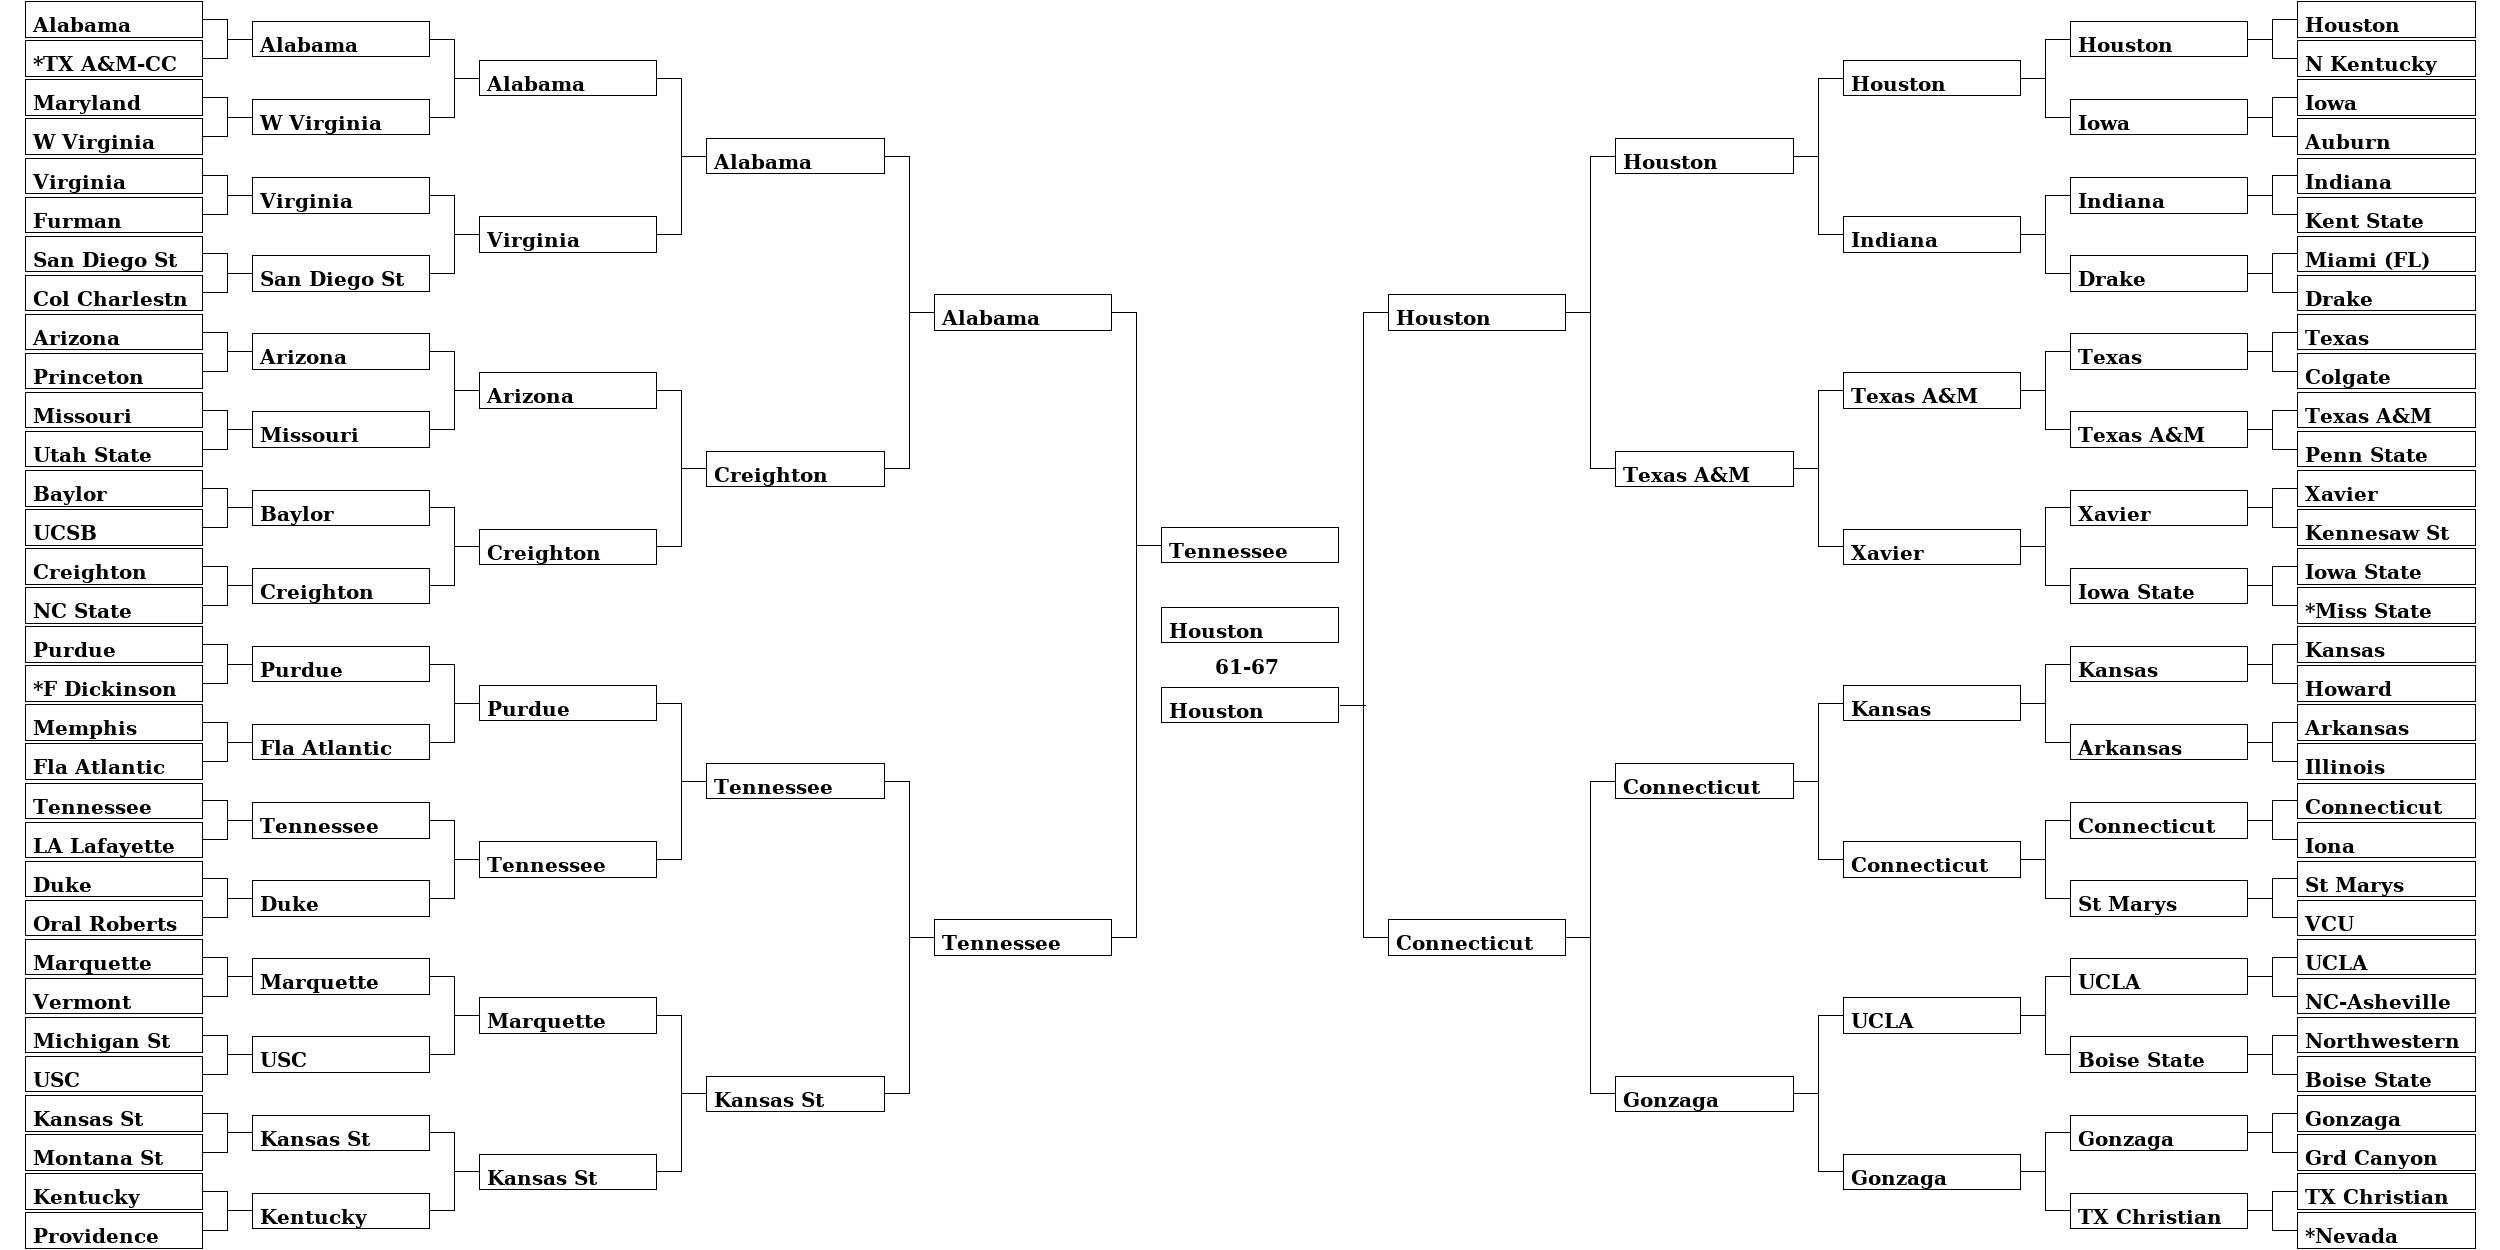 Alabama
*TX A&M-CC
Maryland
W Virginia
Virginia
Furman
San Diego St
Col Charlestn
Arizona
Princeton
Missouri
Utah State
Baylor
UCSB
Creighton
NC State
Purdue
*F Dickinson
Memphis
Fla Atlantic
Tennessee
LA Lafayette
Duke
Oral Roberts
Marquette
Vermont
Michigan St
USC
Kansas St
Montana St
Kentucky
Providence
Alabama
W Virginia
Virginia
San Diego St
Arizona
Missouri
Baylor
Creighton
Purdue
Fla Atlantic
Tennessee
Duke
Marquette
USC
Kansas St
Kentucky
Alabama
Virginia
Arizona
Creighton
Purdue
Tennessee
Marquette
Kansas St
Alabama
Creighton
Tennessee
Kansas St
Alabama
Tennessee
Tennessee
Houston
61-67
Houston
Houston
Connecticut
Houston
Texas A&M
Connecticut
Gonzaga
Houston
Indiana
Texas A&M
Xavier
Kansas
Connecticut
UCLA
Gonzaga
Houston
Iowa
Indiana
Drake
Texas
Texas A&M
Xavier
Iowa State
Kansas
Arkansas
Connecticut
St Marys
UCLA
Boise State
Gonzaga
TX Christian
Houston
N Kentucky
Iowa
Auburn
Indiana
Kent State
Miami (FL)
Drake
Texas
Colgate
Texas A&M
Penn State
Xavier
Kennesaw St
Iowa State
*Miss State
Kansas
Howard
Arkansas
Illinois
Connecticut
Iona
St Marys
VCU
UCLA
NC-Asheville
Northwestern
Boise State
Gonzaga
Grd Canyon
TX Christian
*Nevada